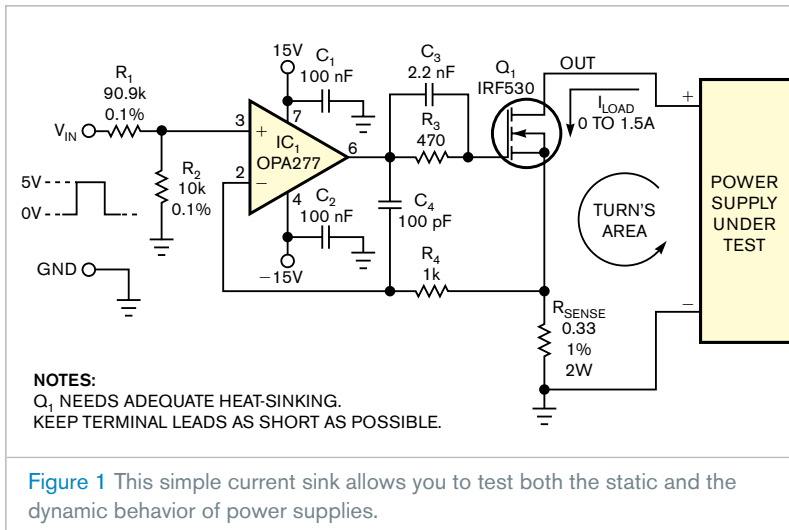 15V
C1
100 nF
C3
2.2 nF
Q1
IRF530
OUT
R1
90.9k
0.1%
ILOAD
0 TO 1.5A
+
VIN
3
+
7
IC1
OPA277
6
R3
470
2
−
4
R2
10k
0.1%
5V
0V
C2
100 nF
C4
100 pF
TURN'S
AREA
POWER
SUPPLY
UNDER
TEST
GND
−15V
R4
1k
−
RSENSE
0.33
1%
2W
NOTES:
Q1 NEEDS ADEQUATE HEAT-SINKING.
KEEP TERMINAL LEADS AS SHORT AS POSSIBLE.
Figure 1 This simple current sink allows you to test both the static and the
dynamic behavior of power supplies.